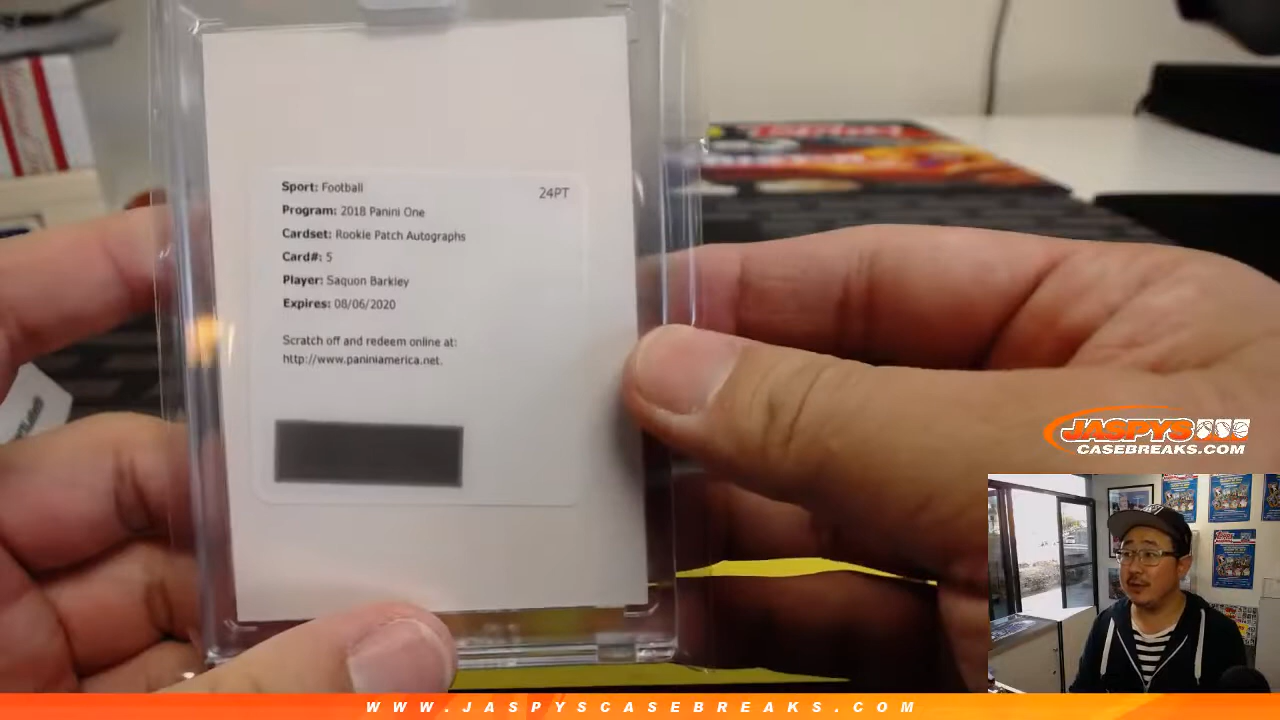 Sport: Football
24PT
Program: 2018 Panini One
Cardset: Rookie Patch Autographs
Card#: 5
Player: Saquon Barkley
Expires: 08/06/2020
Scratch off and redeem online at:
http://www.paniniamerica.net.
JASPYS
CASEBREAKS.COM
WWW.JASPYSCASEBREAKS.COM